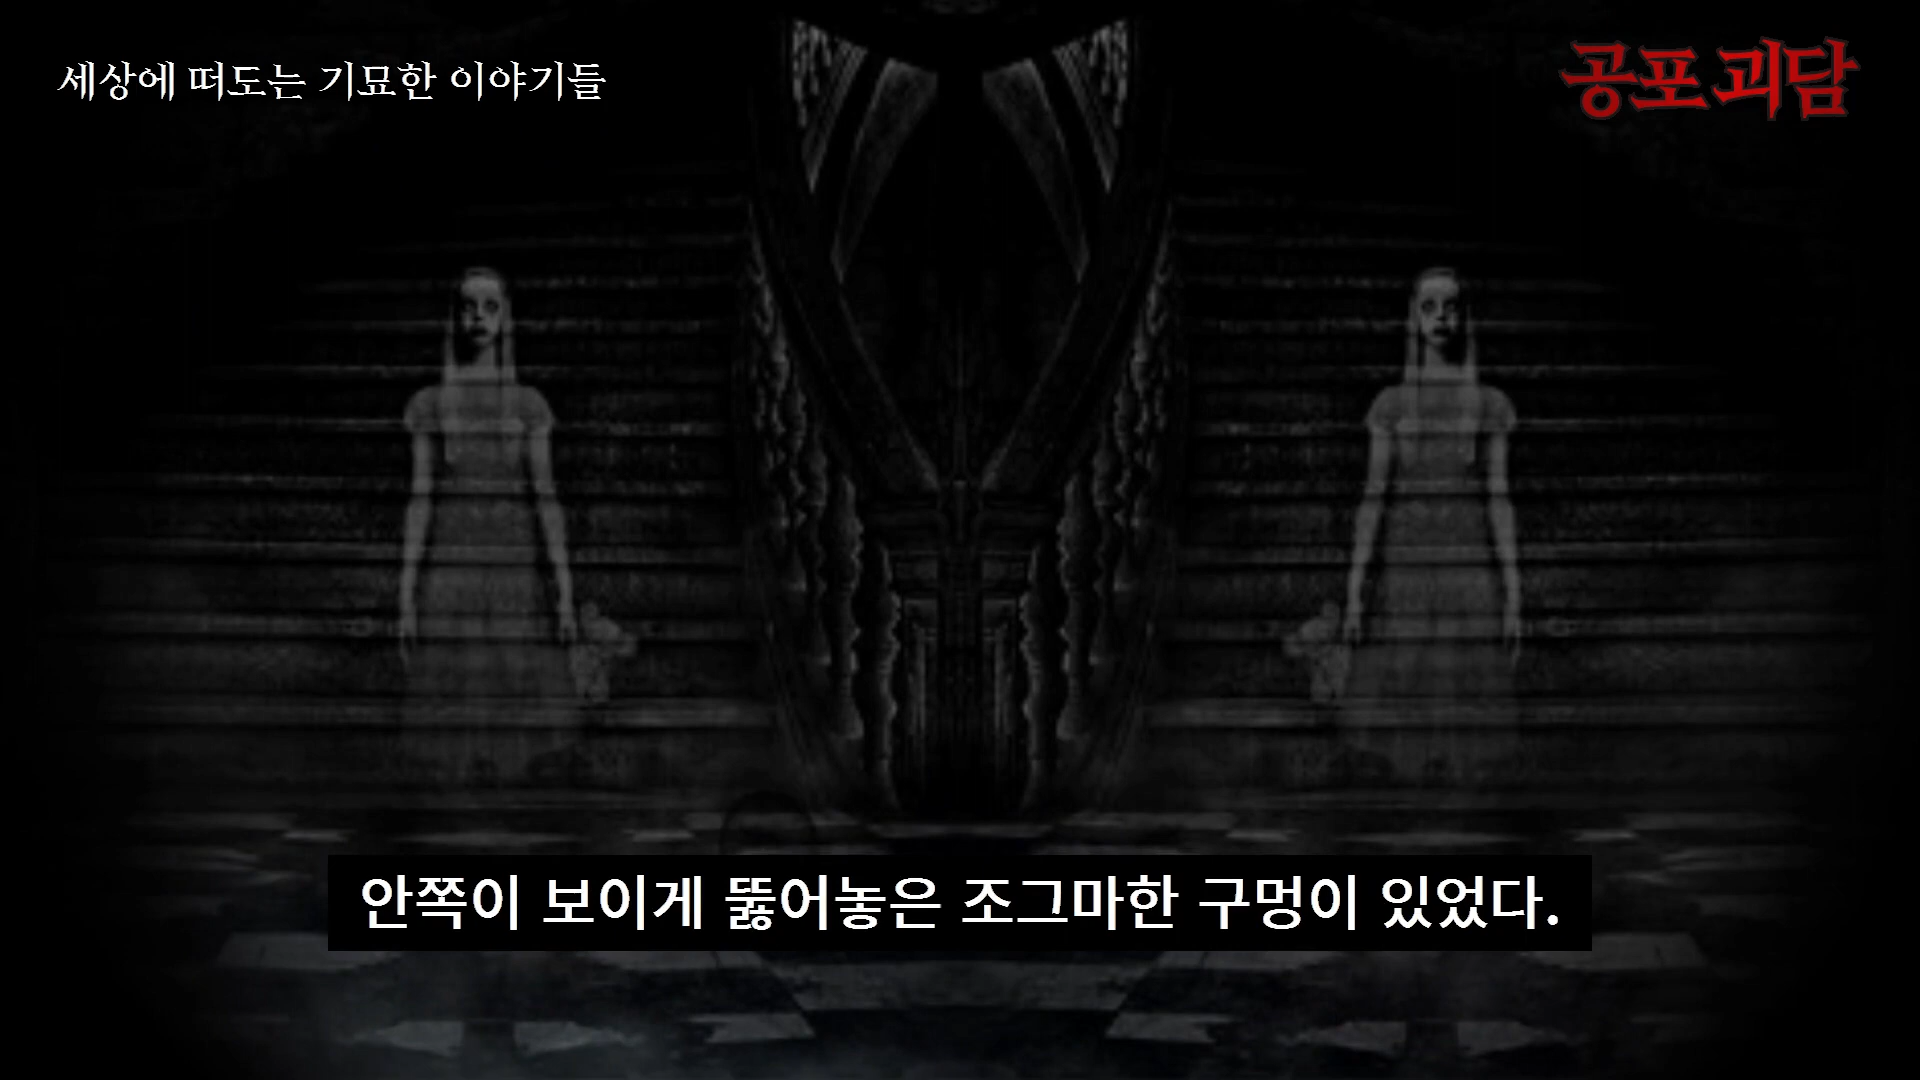 세상에 떠도는 기묘한 이야기들
공포 괴담
안쪽이 보이게 뚫어놓은 조그마한 구멍이 있었다.